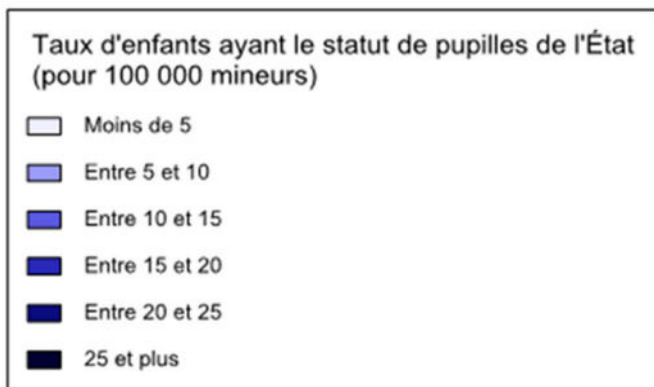 Taux d'enfants ayant le statut de pupilles de l'État
(pour 100 000 mineurs)
Moins de 5
Entre 5 et 10
Entre 10 et 15
Entre 15 et 20
Entre 20 et 25
25 et plus